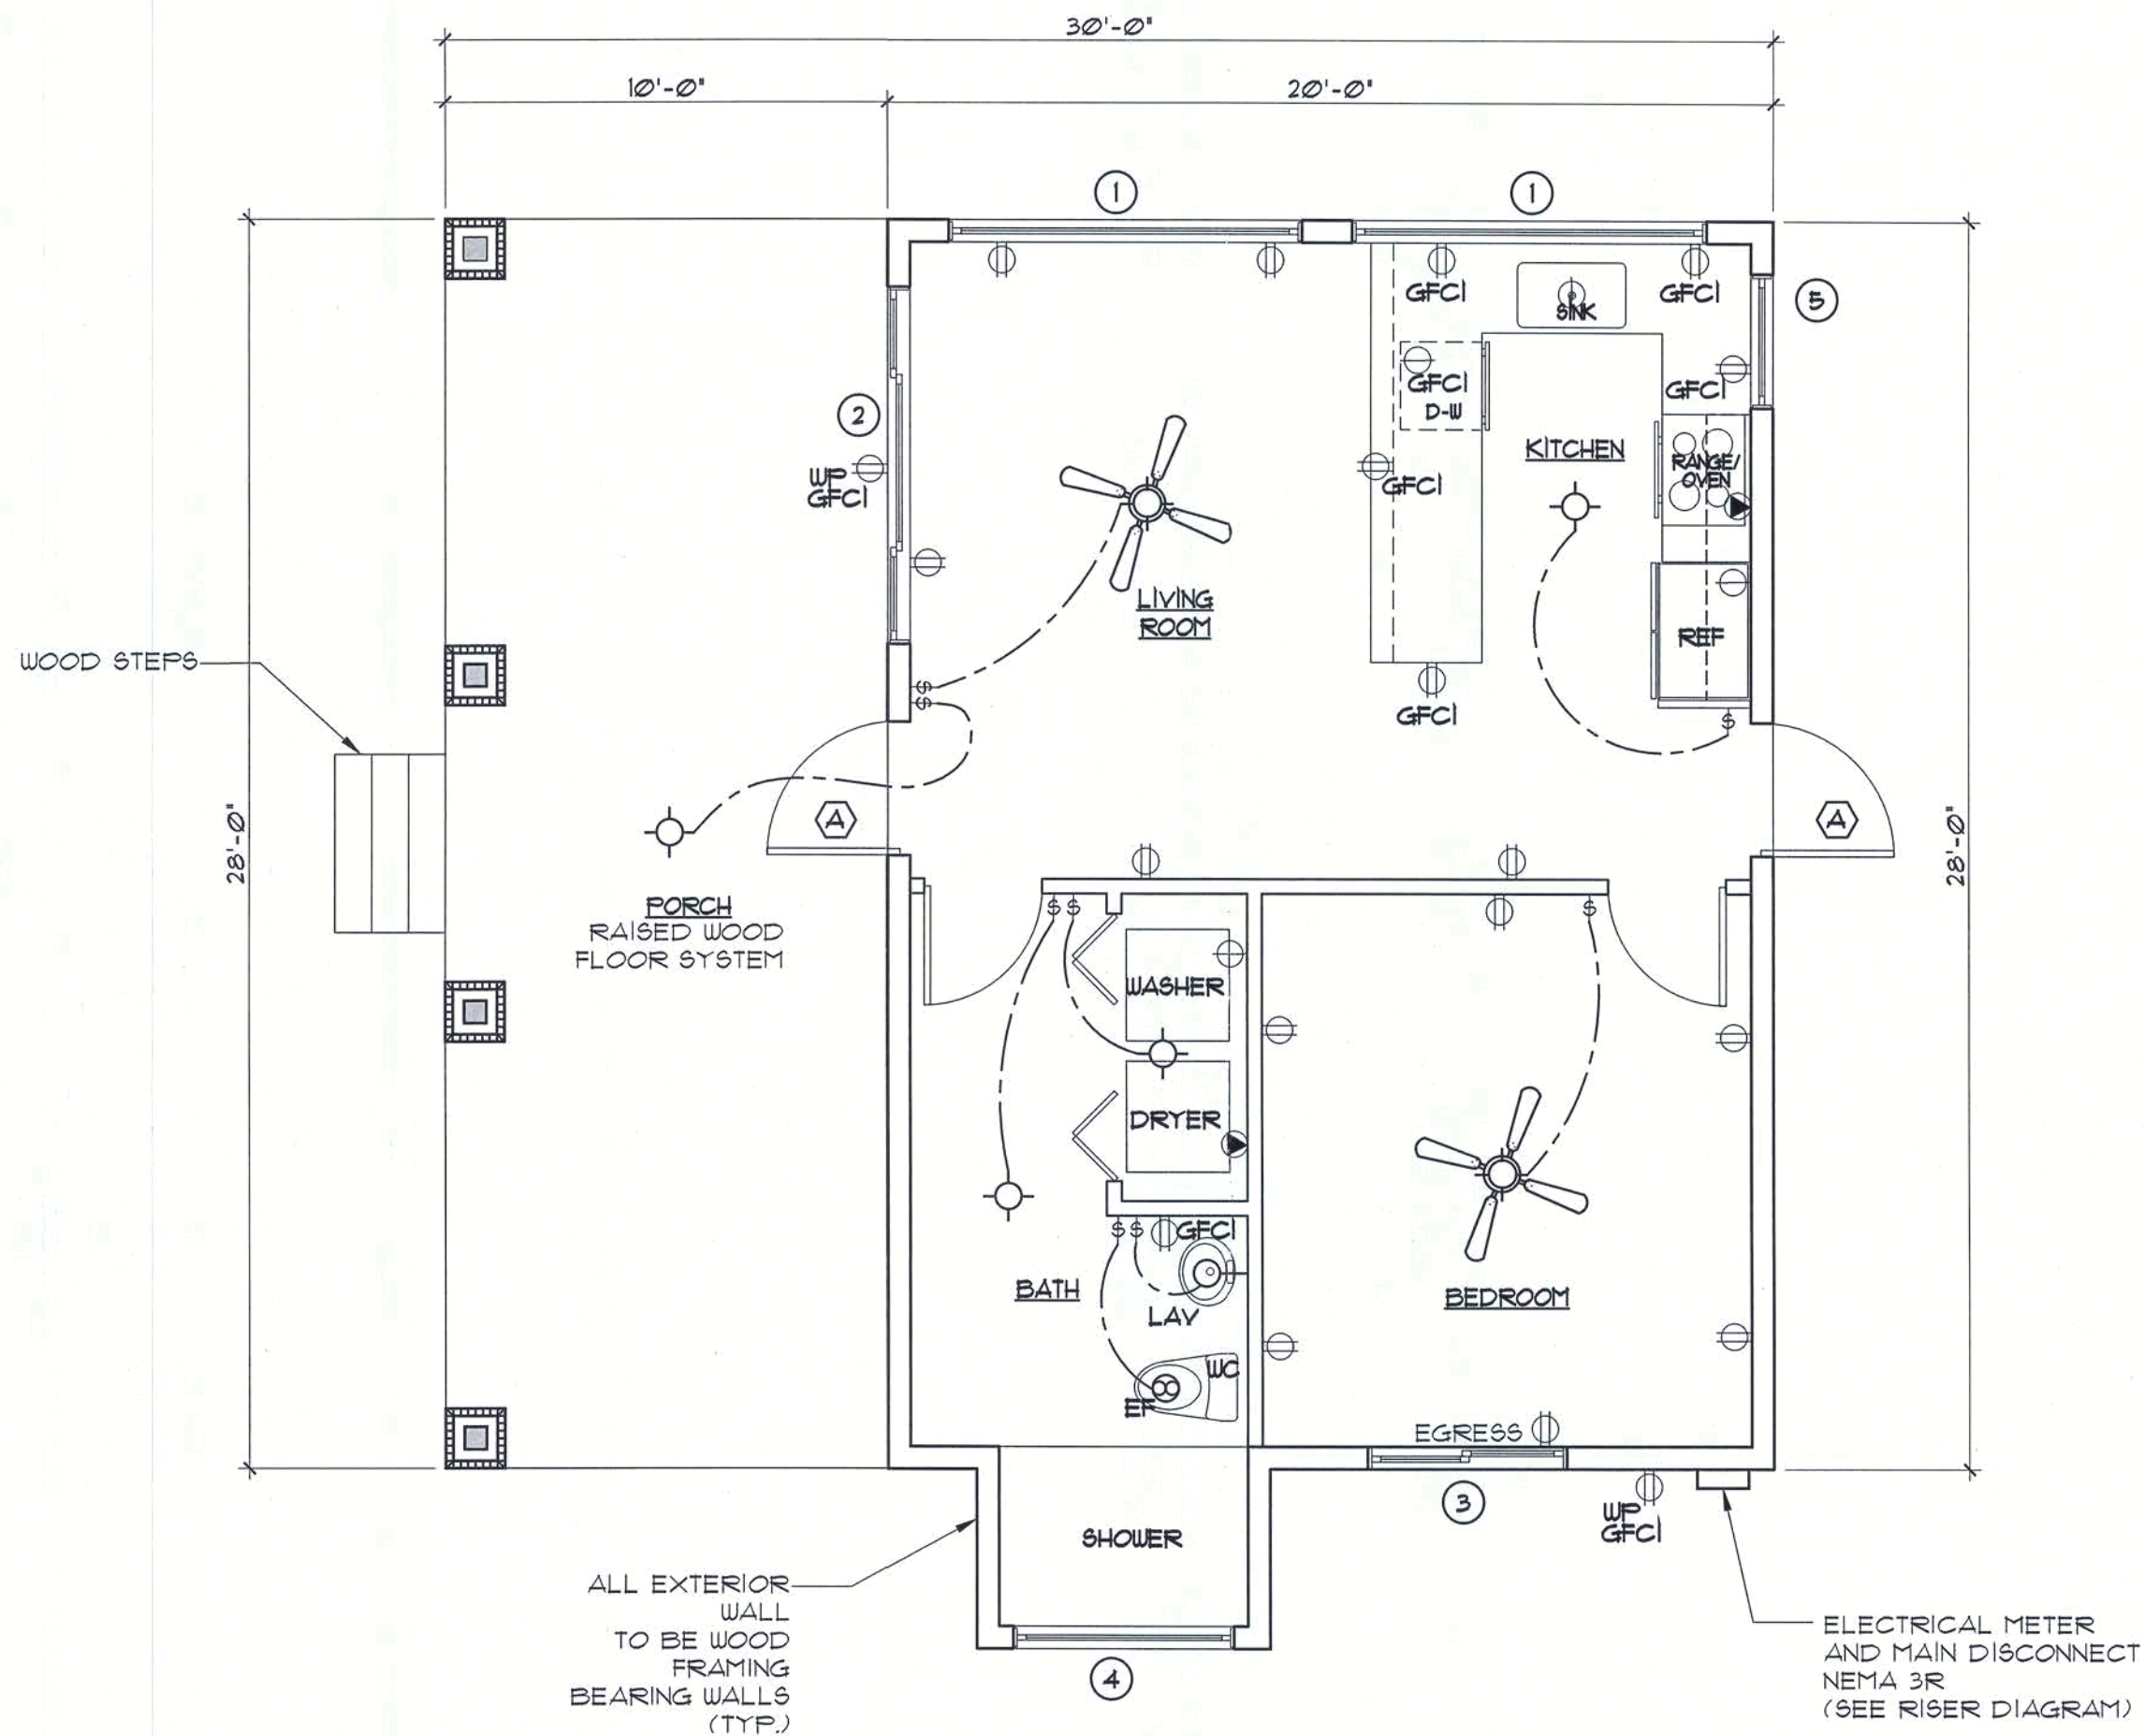 30'-0"
10'-0"
20'-0"
1
1
GFCI
GFCI
SINK
5
GFCI
D-W
GFCI
2
WP
GFCI
KITCHEN
RANGE/
OVEN
GFCI
LIVING
ROOM
REF
WOOD STEPS
$
$
GFCI
$
A
A
28'-0"
28'-0"
PORCH
RAISED WOOD
FLOOR SYSTEM
$ $
$
WASHER
DRYER
$ $
GFCI
BATH
LAV
BEDROOM
WC
EF
EGRESS
3
WP
GFCI
SHOWER
ALL EXTERIOR
WALL
TO BE WOOD
FRAMING
BEARING WALLS
(TYP.)
4
ELECTRICAL METER
AND MAIN DISCONNECT
NEMA 3R
(SEE RISER DIAGRAM)